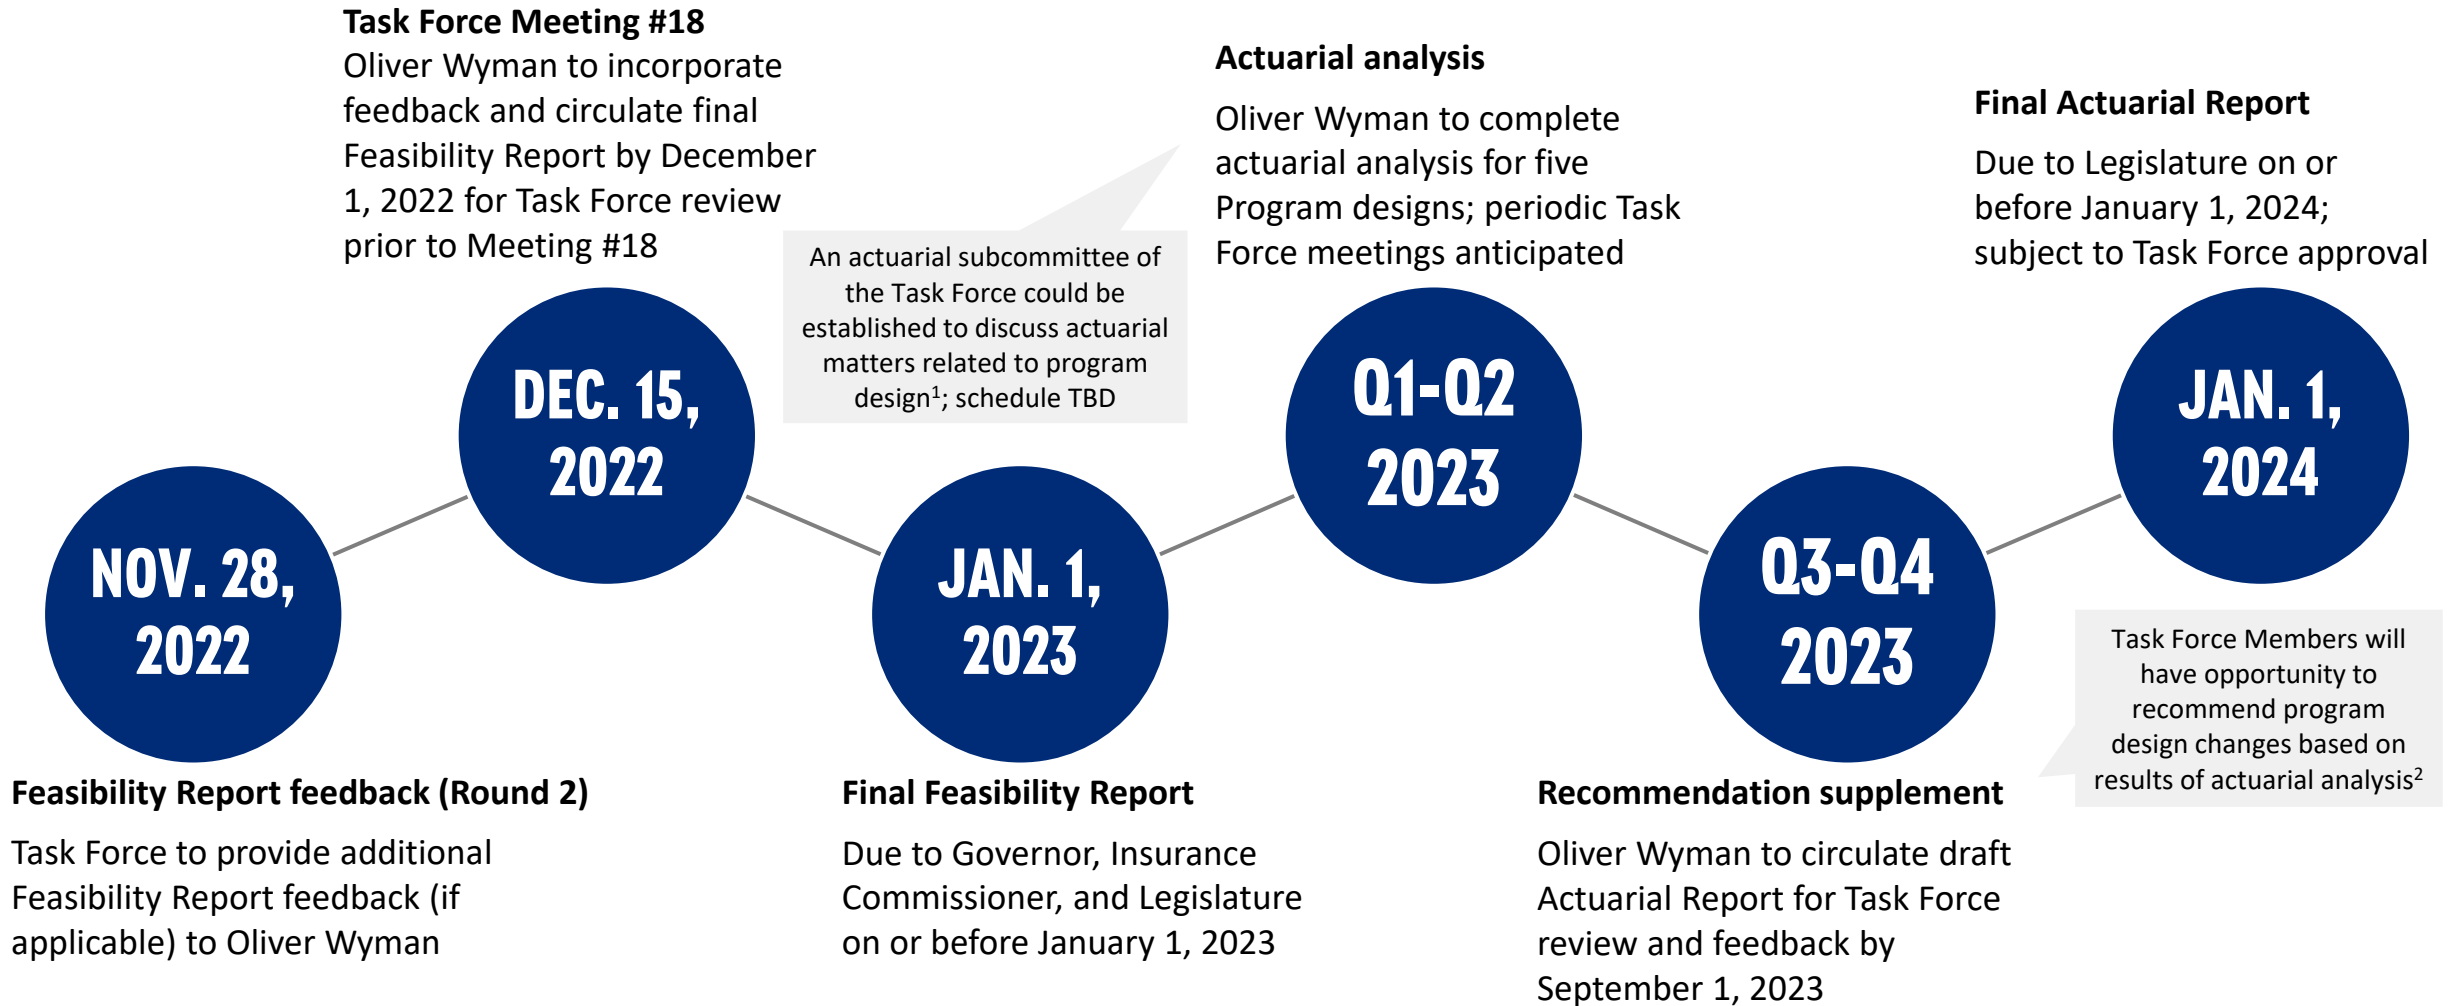 Task Force Meeting #18
Oliver Wyman to incorporate
feedback and circulate final
Feasibility Report by December
1, 2022 for Task Force review
prior to Meeting #18
An actuarial subcommittee of
the Task Force could be
established to discuss actuarial
matters related to program
design¹; schedule TBD
Actuarial analysis
Oliver Wyman to complete
actuarial analysis for five
Program designs; periodic Task
Force meetings anticipated
Final Actuarial Report
Due to Legislature on or
before January 1, 2024;
subject to Task Force approval
NOV. 28,
2022
DEC. 15,
2022
JAN. 1,
2023
Q1-Q2
2023
Q3-Q4
2023
JAN. 1,
2024
Task Force Members will
have opportunity to
recommend program
design changes based on
results of actuarial analysis²
Feasibility Report feedback (Round 2)
Task Force to provide additional
Feasibility Report feedback (if
applicable) to Oliver Wyman
Final Feasibility Report
Due to Governor, Insurance
Commissioner, and Legislature
on or before January 1, 2023
Recommendation supplement
Oliver Wyman to circulate draft
Actuarial Report for Task Force
review and feedback by
September 1, 2023